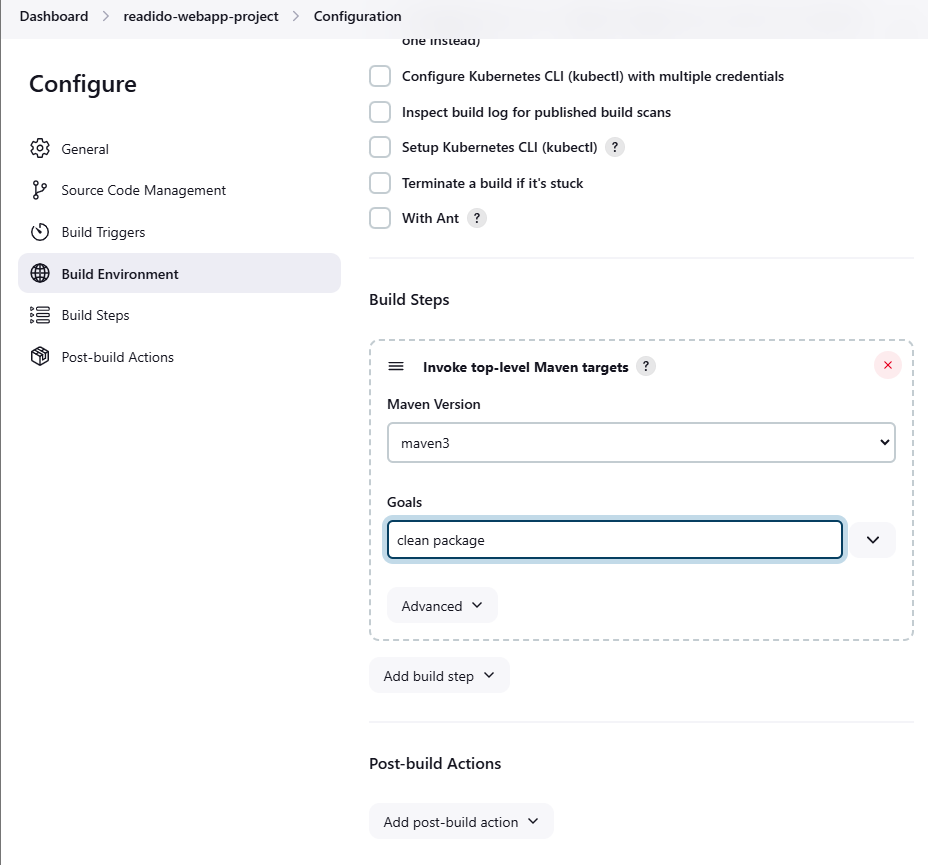 Dashboard > readido-webapp-project > Configuration
Configure
General
Source Code Management
Build Triggers
Build Environment
Build Steps
Post-build Actions
one instead)
Configure Kubernetes CLI (kubectl) with multiple credentials
Inspect build log for published build scans
Setup Kubernetes CLI (kubectl) ?
Terminate a build if it's stuck
With Ant ?
Build Steps
Invoke top-level Maven targets ?
Maven Version
maven3
Goals
clean package
Advanced
Add build step
Post-build Actions
Add post-build action